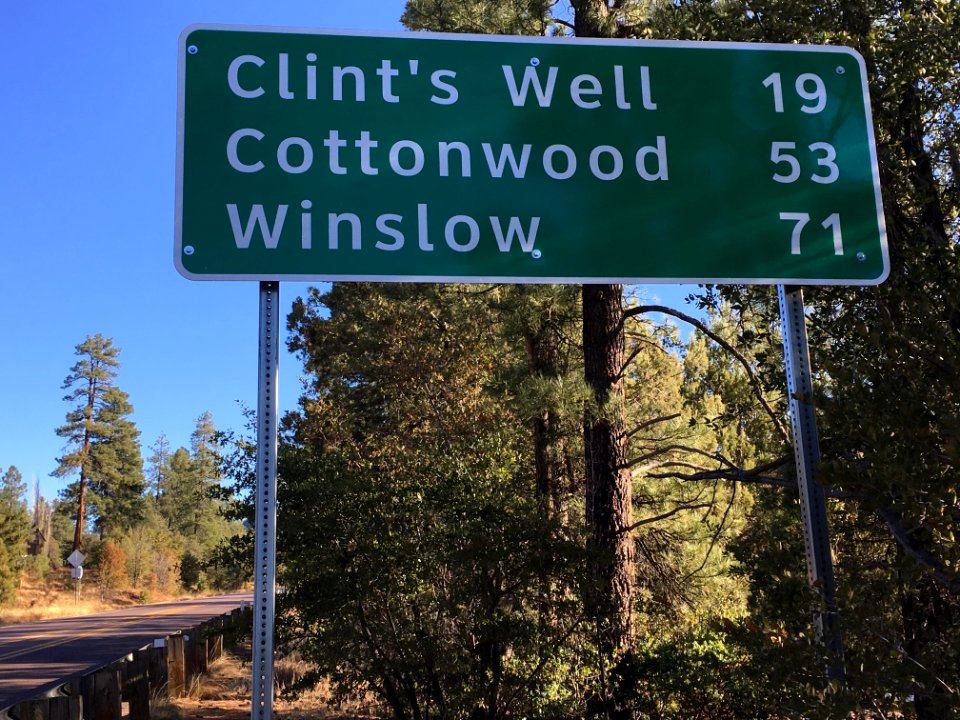 Clint's Well 19
Cottonwood 53
Winslow 71